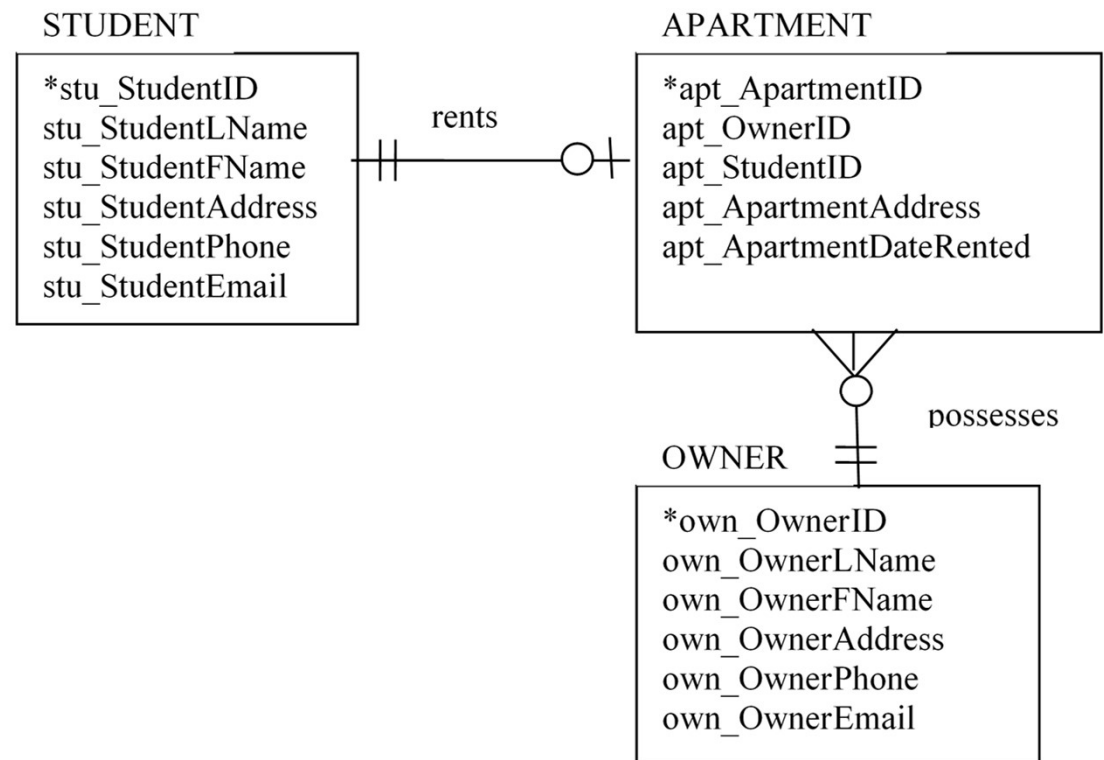 STUDENT
*stu_StudentID
stu_StudentLName
stu_StudentFName
stu_StudentAddress
stu_StudentPhone
stu_StudentEmail
rents
APARTMENT
*apt_ApartmentID
apt_OwnerID
apt_StudentID
apt_ApartmentAddress
apt_ApartmentDateRented
possesses
OWNER
*own_OwnerID
own_OwnerLName
own_OwnerFName
own_OwnerAddress
own_OwnerPhone
own_OwnerEmail